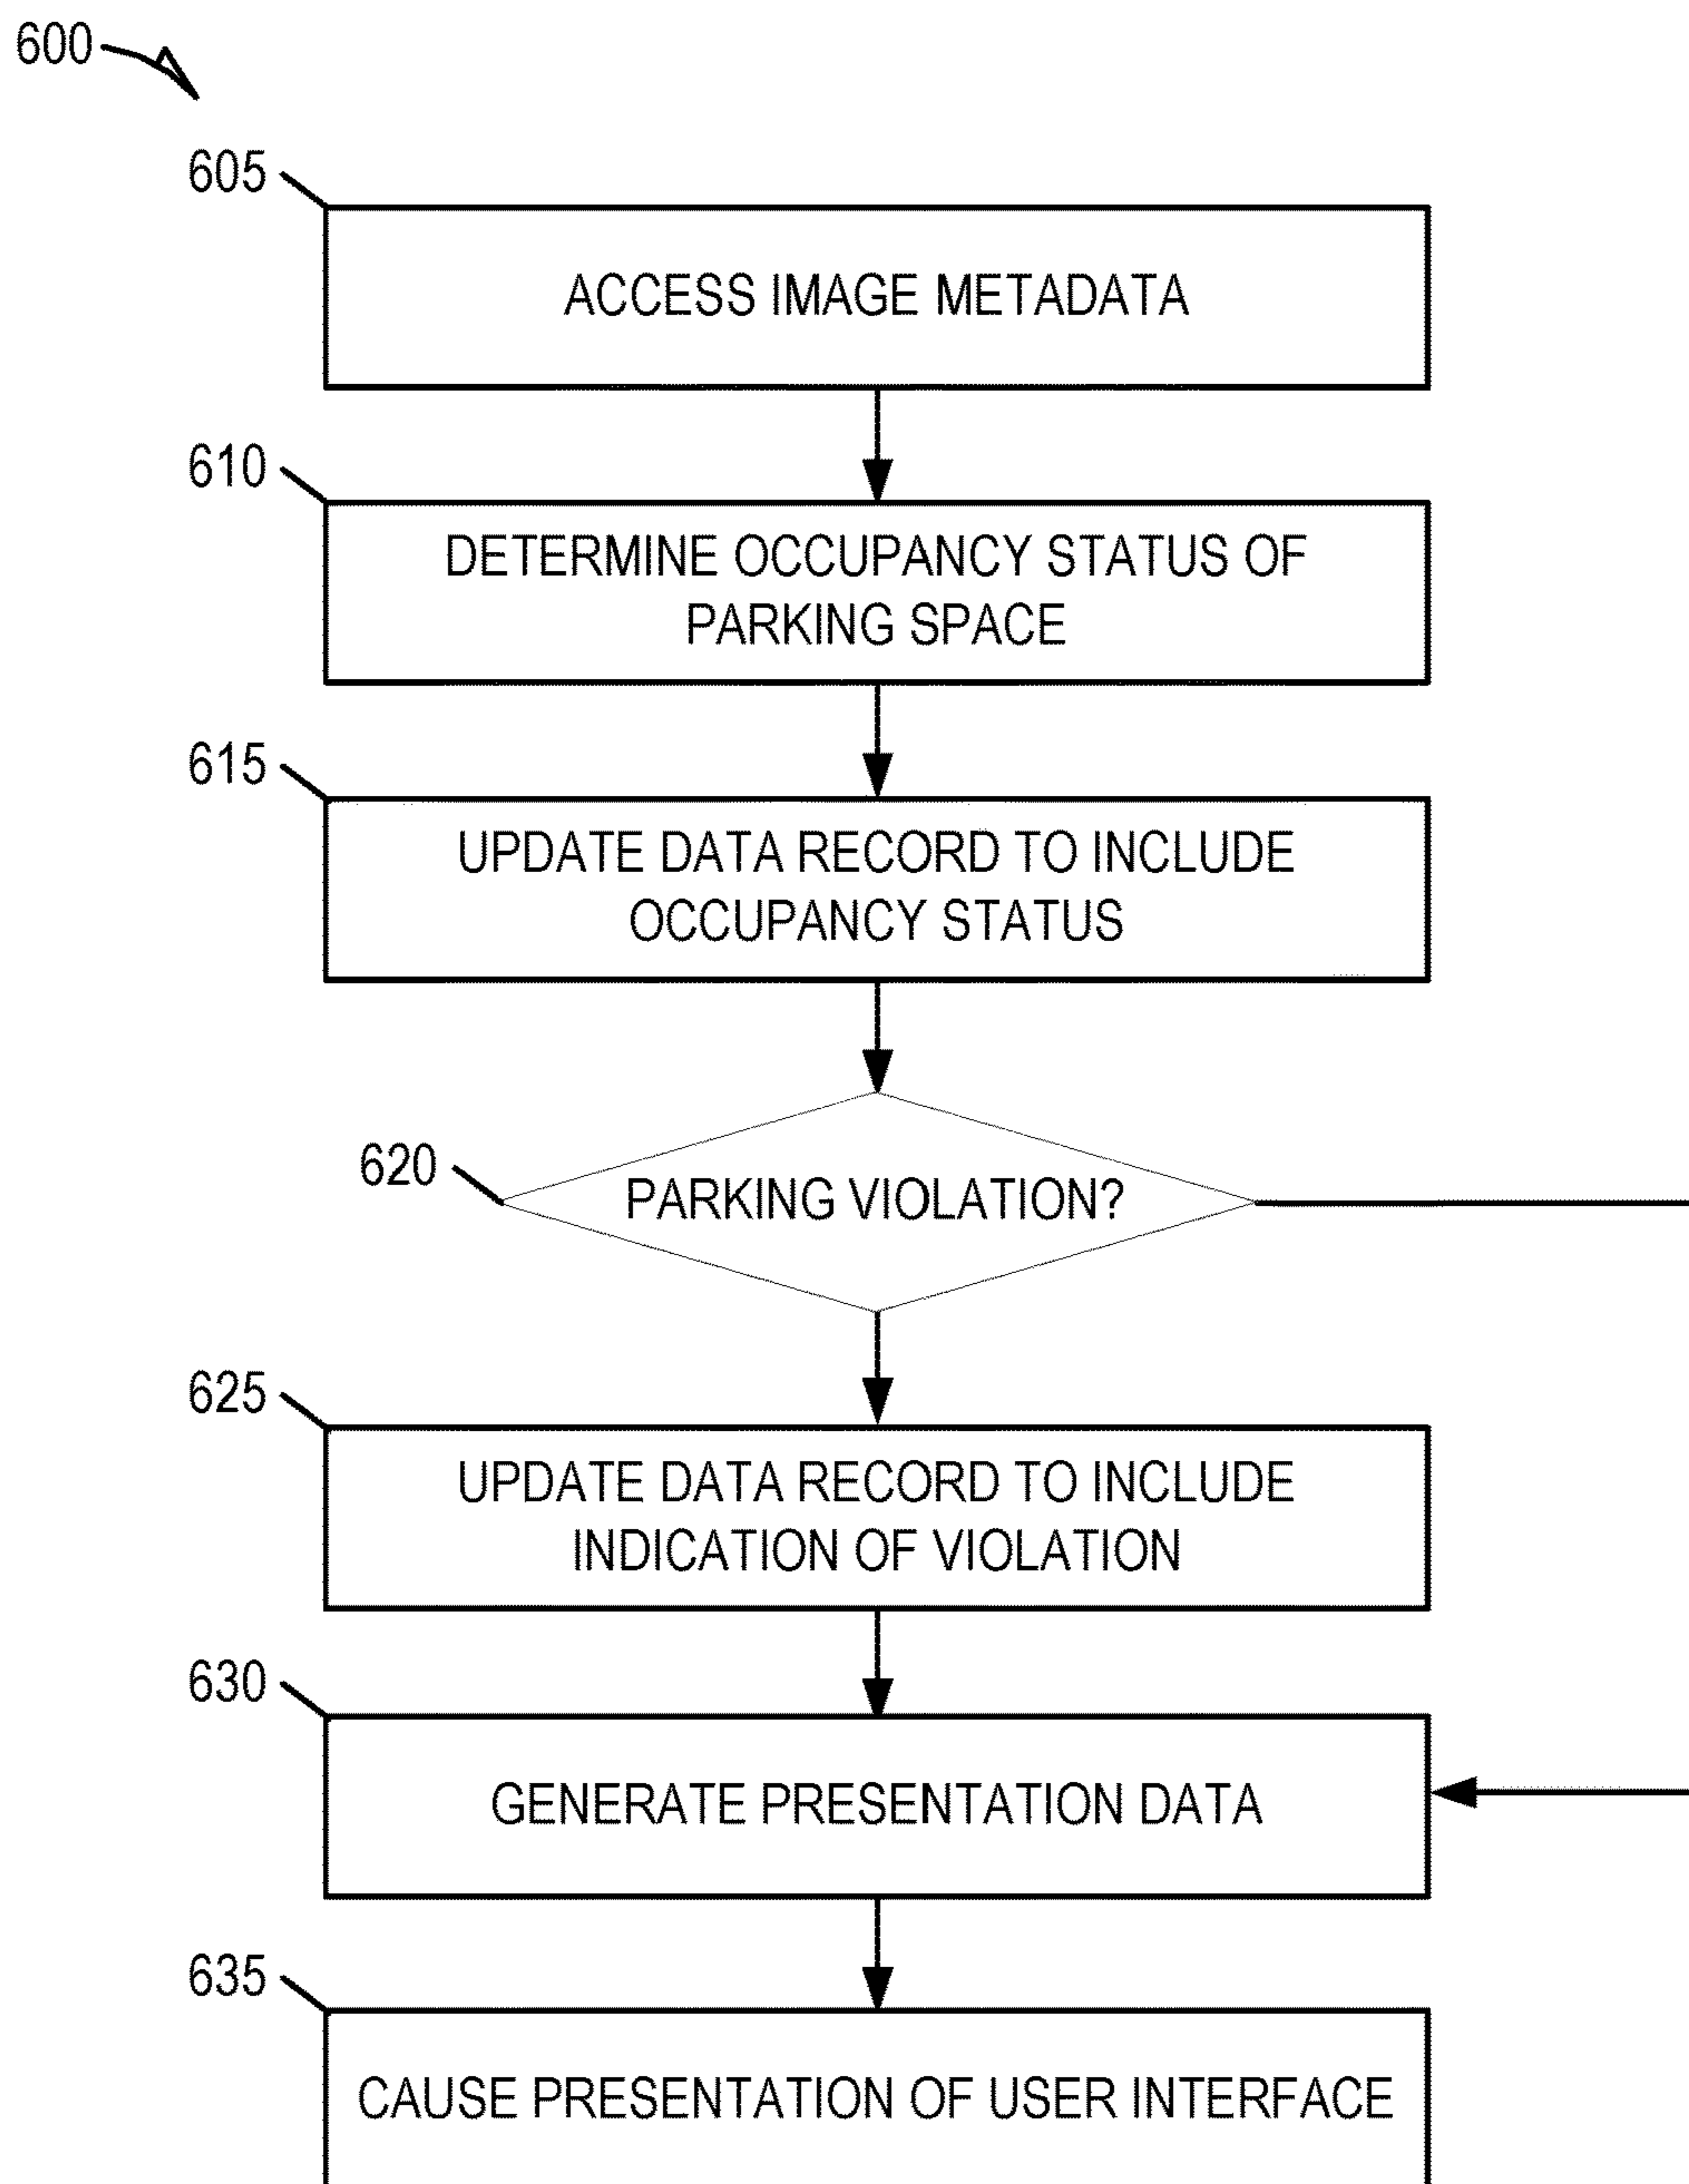 600
605
ACCESS IMAGE METADATA
610
DETERMINE OCCUPANCY STATUS OF
PARKING SPACE
615
UPDATE DATA RECORD TO INCLUDE
OCCUPANCY STATUS
620
PARKING VIOLATION?
625
UPDATE DATA RECORD TO INCLUDE
INDICATION OF VIOLATION
630
GENERATE PRESENTATION DATA
635
CAUSE PRESENTATION OF USER INTERFACE